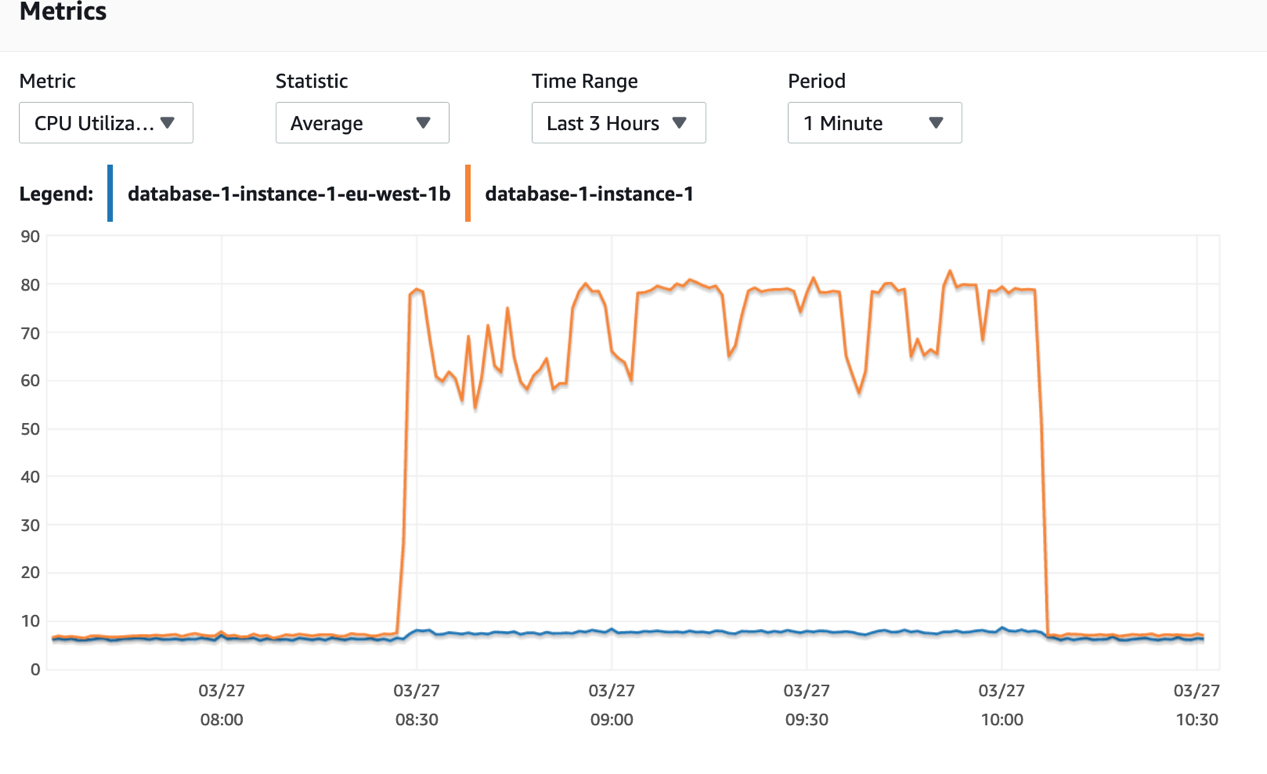 Metrics
Metric Statistic Time Range Period
CPU Utiliza... Average Last 3 Hours 1 Minute
Legend: database-1-instance-1-eu-west-1b database-1-instance-1
90
80
70
60
50
40
30
20
10
0
03/27 03/27 03/27 03/27 03/27 03/27
08:00 08:30 09:00 09:30 10:00 10:30